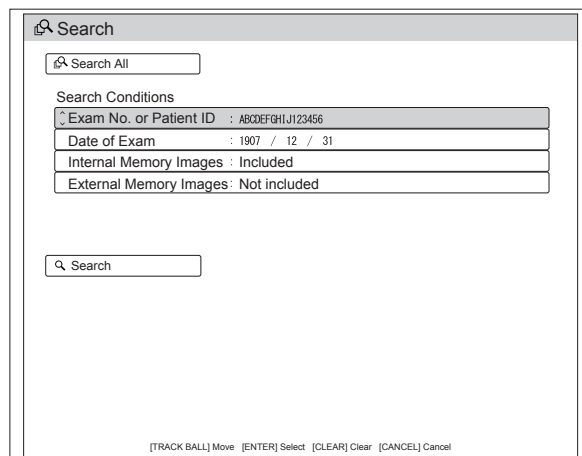 Search
Search All
Search Conditions
Exam No. or Patient ID : ABCDEFGHIJ123456
Date of Exam : 1907 / 12 / 31
Internal Memory Images : Included
External Memory Images : Not included
Search
[TRACK BALL] Move [ENTER] Select [CLEAR] Clear [CANCEL] Cancel